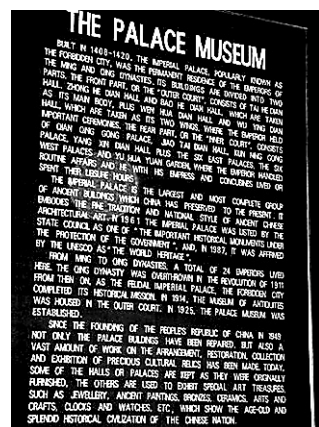 THE PALACE MUSEUM
BUILT IN 1406-1420, THE IMPERIAL PALACE, POPULARLY KNOWN AS
THE FORBIDDEN CITY, WAS THE PERMANENT RESIDENCE OF THE EMPERORS OF
THE MING AND QING DYNASTIES. ITS BUILDINGS ARE DIVIDED INTO TWO
PARTS, THE FRONT PART, OR THE "OUTER COURT", CONSISTS OF TAI HE DIAN
HALL, ZHONG HE DIAN HALL AND BAO HE DIAN HALL, WHICH ARE TAKEN
AS ITS MAIN BODY, PLUS WEN HUA DIAN HALL AND WU YING DIAN
HALL, WHICH ARE TAKEN AS ITS TWO WINGS, WHERE THE EMPEROR HELD
IMPORTANT CEREMONIES. THE REAR PART, OR THE "INNER COURT", CONSISTS
OF QIAN QING GONG PALACE, JIAO TAI DIAN HALL, KUN NING GONG
PALACE, YANG XIN DIAN HALL, PLUS THE SIX EAST PALACES, THE SIX
WEST PALACES AND YU HUA YUAN GARDEN, WHERE THE EMPEROR HANDLED
ROUTINE AFFAIRS AND HE WITH HIS EMPRESS AND CONCUBINES LIVED OR
SPENT THEIR LEISURE HOURS.
THE IMPERIAL PALACE IS THE LARGEST AND MOST COMPLETE GROUP
OF ANCIENT BUILDINGS WHICH CHINA HAS PRESERVED TO THE PRESENT. IT
EMBODIES THE FINE TRADITION AND NATIONAL STYLE OF ANCIENT CHINESE
ARCHITECTURAL ART. IN 1961 THE IMPERIAL PALACE WAS LISTED BY THE
STATE COUNCIL AS ONE OF "THE IMPORTANT HISTORICAL MONUMENTS UNDER
THE PROTECTION OF THE GOVERNMENT", AND, IN 1987, IT WAS AFFIRMED
BY THE UNESCO AS "THE WORLD HERITAGE".
FROM MING TO QING DYNASTIES, A TOTAL OF 24 EMPERORS LIVED
HERE. THE QING DYNASTY WAS OVERTHROWN IN THE REVOLUTION OF 1911
FROM THEN ON, AS THE FEUDAL IMPERIAL PALACE, THE FORBIDDEN CITY
COMPLETED ITS HISTORICAL MISSION. IN 1914, THE MUSEUM OF ANTIQUITIES
WAS HOUSED IN THE OUTER COURT. IN 1925, THE PALACE MUSEUM WAS
ESTABLISHED.
SINCE THE FOUNDING OF THE PEOPLE'S REPUBLIC OF CHINA IN 1949
NOT ONLY THE PALACE BUILDINGS HAVE BEEN REPAIRED, BUT ALSO A
VAST AMOUNT OF WORK ON THE ARRANGEMENT, RESTORATION, COLLECTION
AND EXHIBITION OF PRECIOUS CULTURAL RELICS HAS BEEN MADE. TODAY,
SOME OF THE HALLS OR PALACES ARE KEPT AS THEY WERE ORIGINALLY
FURNISHED, THE OTHERS ARE USED TO EXHIBIT SPECIAL ART TREASURES,
SUCH AS JEWELLERY, ANCIENT PAINTINGS, BRONZES, CERAMICS, ARTS AND
CRAFTS, CLOCKS AND WATCHES, ETC, WHICH SHOW THE AGE-OLD AND
SPLENDID HISTORICAL CIVILIZATION OF THE CHINESE NATION.